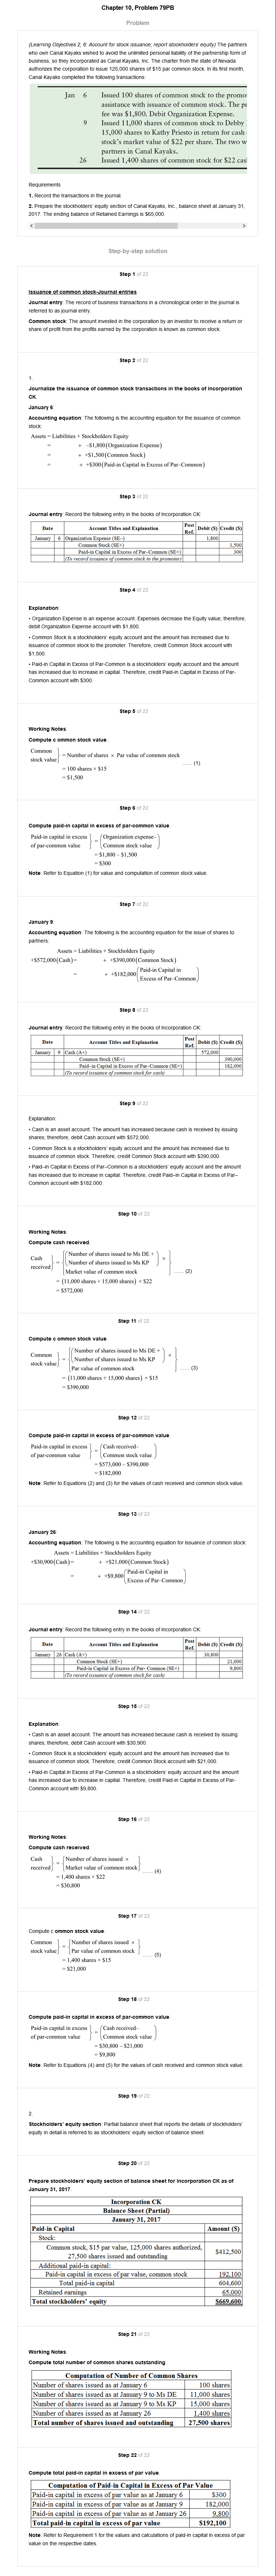 Chapter 10, Problem 79PB
Problem
(Learning Objectives 2, 6: Account for stock issuance; report stockholders' equity) The partners
who own Canal Kayaks wished to avoid the unlimited personal liability of the partnership form of
business, so they incorporated as Canal Kayaks, Inc. The charter from the state of Nevada
authorizes the corporation to issue 125,000 shares of $15 par common stock. In its first month,
Canal Kayaks completed the following transactions:
Jan 6 Issued 100 shares of common stock to the promot
assistance with issuance of common stock. The pr
fee was $1,800. Debit Organization Expense.
9 Issued 11,000 shares of common stock to Debby
15,000 shares to Kathy Priesto in return for cash
stock's market value of $22 per share. The two w
partners in Canal Kayaks.
26 Issued 1,400 shares of common stock for $22 cas
Requirements
1. Record the transactions in the journal.
2. Prepare the stockholders' equity section of Canal Kayaks, Inc., balance sheet at January 31,
2017. The ending balance of Retained Earnings is $65,000.
Step-by-step solution
Step 1 of 22
Issuance of common stock-Journal entries
Journal entry: The record of business transactions in a chronological order in the journal is
referred to as journal entry.
Common stock: The amount invested in the corporation by an investor to receive a return or
share of profit from the profits earned by the corporation is known as common stock.
Step 2 of 22
1.
Journalize the issuance of common stock transactions in the books of Incorporation
CK.
January 6:
Accounting equation: The following is the accounting equation for the issuance of common
stock:
Assets = Liabilities + Stockholders Equity
= + –$1,800(Organization Expense)
= + +$1,500(Common Stock)
= + +$300(Paid-in Capital in Excess of Par–Common)
Step 3 of 22
Journal entry: Record the following entry in the books of Incorporation CK:
Date Account Titles and Explanation Post Ref. Debit ($) Credit ($)
January 6 Organization Expense (SE–) 1,800
Common Stock (SE+) 1,500
Paid-in Capital in Excess of Par–Common (SE+) 300
(To record issuance of common stock to the promoter)
Step 4 of 22
Explanation:
• Organization Expense is an expense account. Expenses decrease the Equity value, therefore,
debit Organization Expense account with $1,800.
• Common Stock is a stockholders' equity account and the amount has increased due to
issuance of common stock to the promoter. Therefore, credit Common Stock account with
$1,500.
• Paid-in Capital in Excess of Par-Common is a stockholders' equity account and the amount
has increased due to increase in capital. Therefore, credit Paid-in Capital in Excess of Par-
Common account with $300.
Step 5 of 22
Working Notes:
Compute c ommon stock value.
Common stock value} = Number of shares × Par value of common stock
= 100 shares × $15 ...... (1)
= $1,500
Step 6 of 22
Compute paid-in capital in excess of par-common value.
Paid-in capital in excess of par-common value} = (Organization expense– Common stock value)
= $1,800 – $1,500
= $300
Note: Refer to Equation (1) for value and computation of common stock value.
Step 7 of 22
January 9:
Accounting equation: The following is the accounting equation for the issue of shares to
partners:
Assets = Liabilities + Stockholders Equity
+$572,000(Cash)= + +$390,000(Common Stock)
= + +$182,000(Paid-in Capital in Excess of Par–Common)
Step 8 of 22
Journal entry: Record the following entry in the books of Incorporation CK:
Date Account Titles and Explanation Post Ref. Debit ($) Credit ($)
January 9 Cash (A+) 572,000
Common Stock (SE+) 390,000
Paid–in Capital in Excess of Par–Common (SE+) 182,000
(To record issuance of common stock for cash)
Step 9 of 22
Explanation:
• Cash is an asset account. The amount has increased because cash is received by issuing
shares; therefore, debit Cash account with $572,000.
• Common Stock is a stockholders' equity account and the amount has increased due to
issuance of common stock. Therefore, credit Common Stock account with $390,000.
• Paid–in Capital in Excess of Par–Common is a stockholders' equity account and the amount
has increased due to increase in capital. Therefore, credit Paid–in Capital in Excess of Par–
Common account with $182,000.
Step 10 of 22
Working Notes:
Compute cash received.
Cash received} = {(Number of shares issued to Ms DE + Number of shares issued to Ms KP) × Market value of common stock} ...... (2)
= (11,000 shares + 15,000 shares) × $22
= $572,000
Step 11 of 22
Compute c ommon stock value.
Common stock value} = {(Number of shares issued to Ms DE + Number of shares issued to Ms KP) × Par value of common stock} ...... (3)
= (11,000 shares + 15,000 shares) × $15
= $390,000
Step 12 of 22
Compute paid-in capital in excess of par-common value.
Paid-in capital in excess of par-common value} = (Cash received– Common stock value)
= $573,000 – $390,000
= $182,000
Note: Refer to Equations (2) and (3) for the values of cash received and common stock value.
Step 13 of 22
January 26:
Accounting equation: The following is the accounting equation for issuance of common stock:
Assets = Liabilities + Stockholders Equity
+$30,900(Cash)= + +$21,000(Common Stock)
= + +$9,800(Paid-in Capital in Excess of Par–Common)
Step 14 of 22
Journal entry: Record the following entry in the books of Incorporation CK:
Date Account Titles and Explanation Post Ref. Debit ($) Credit ($)
January 26 Cash (A+) 30,800
Common Stock (SE+) 21,000
Paid-in Capital in Excess of Par- Common (SE+) 9,800
(To record issuance of common stock for cash)
Step 15 of 22
Explanation:
• Cash is an asset account. The amount has increased because cash is received by issuing
shares; therefore, debit Cash account with $30,900.
• Common Stock is a stockholders' equity account and the amount has increased due to
issuance of common stock. Therefore, credit Common Stock account with $21,000.
• Paid-in Capital in Excess of Par-Common is a stockholders' equity account and the amount
has increased due to increase in capital. Therefore, credit Paid-in Capital in Excess of Par-
Common account with $9,800.
Step 16 of 22
Working Notes:
Compute cash received.
Cash received} = (Number of shares issued × Market value of common stock) ...... (4)
= 1,400 shares × $22
= $30,800
Step 17 of 22
Compute c ommon stock value.
Common stock value} = (Number of shares issued × Par value of common stock) ...... (5)
= 1,400 shares × $15
= $21,000
Step 18 of 22
Compute paid-in capital in excess of par-common value.
Paid-in capital in excess of par-common value} = (Cash received– Common stock value)
= $30,800 – $21,000
= $9,800
Note: Refer to Equations (4) and (5) for the values of cash received and common stock value.
Step 19 of 22
2.
Stockholders' equity section: Partial balance sheet that reports the details of stockholders'
equity in detail is referred to as stockholders' equity section of balance sheet.
Step 20 of 22
Prepare stockholders' equity section of balance sheet for Incorporation CK as of
January 31, 2017.
Incorporation CK
Balance Sheet (Partial)
January 31, 2017
Paid-in Capital Amount ($)
Stock:
Common stock, $15 par value, 125,000 shares authorized,
27,500 shares issued and outstanding $412,500
Additional paid-in capital:
Paid-in capital in excess of par value, common stock 192,100
Total paid-in capital 604,600
Retained earnings 65,000
Total stockholders' equity $669,600
Step 21 of 22
Working Notes:
Compute total number of common shares outstanding.
Computation of Number of Common Shares
Number of shares issued as at January 6 100 shares
Number of shares issued as at January 9 to Ms DE 11,000 shares
Number of shares issued as at January 9 to Ms KP 15,000 shares
Number of shares issued as at January 26 1,400 shares
Total number of shares issued and outstanding 27,500 shares
Step 22 of 22
Compute total paid-in capital in excess of par value.
Computation of Paid-in Capital in Excess of Par Value
Paid-in capital in excess of par value as at January 6 $300
Paid-in capital in excess of par value as at January 9 182,000
Paid-in capital in excess of par value as at January 26 9,800
Total paid-in capital in excess of par value $192,100
Note: Refer to Requirement 1 for the values and calculations of paid-in capital in excess of par
value on the respective dates.